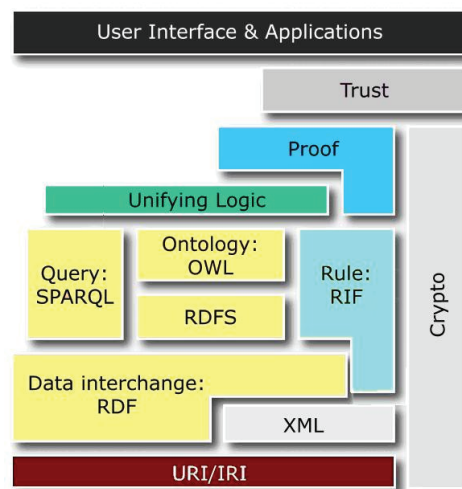 User Interface & Applications
Trust
Proof
Unifying Logic
Ontology:
OWL
Query:
SPARQL
Rule:
RIF
RDFS
Crypto
Data interchange:
RDF
XML
URI/IRI